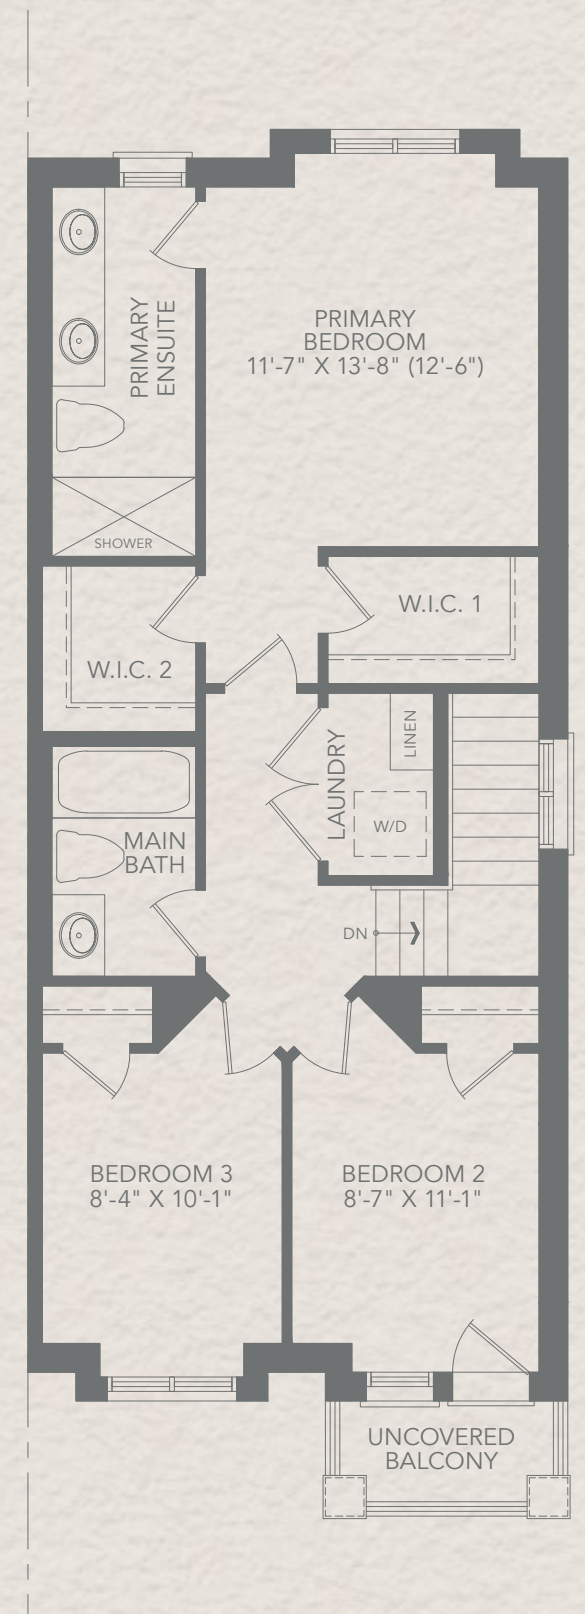 PRIMARY
ENSUITE
PRIMARY
BEDROOM
11'-7" X 13'-8" (12'-6")
SHOWER
W.I.C. 1
W.I.C. 2
LINEN
LAUNDRY
W/D
MAIN
BATH
DN
BEDROOM 3
8'-4" X 10'-1"
BEDROOM 2
8'-7" X 11'-1"
UNCOVERED
BALCONY